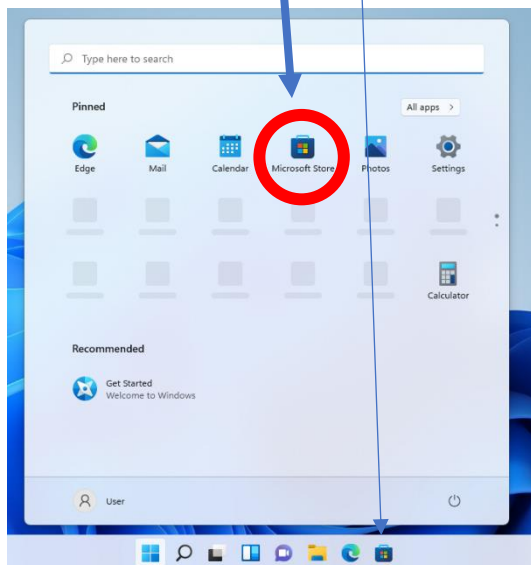 Type here to search
Pinned
All apps >
Edge
Mail
Calendar
Microsoft Store
Photos
Settings
Calculator
Recommended
Get Started
Welcome to Windows
User